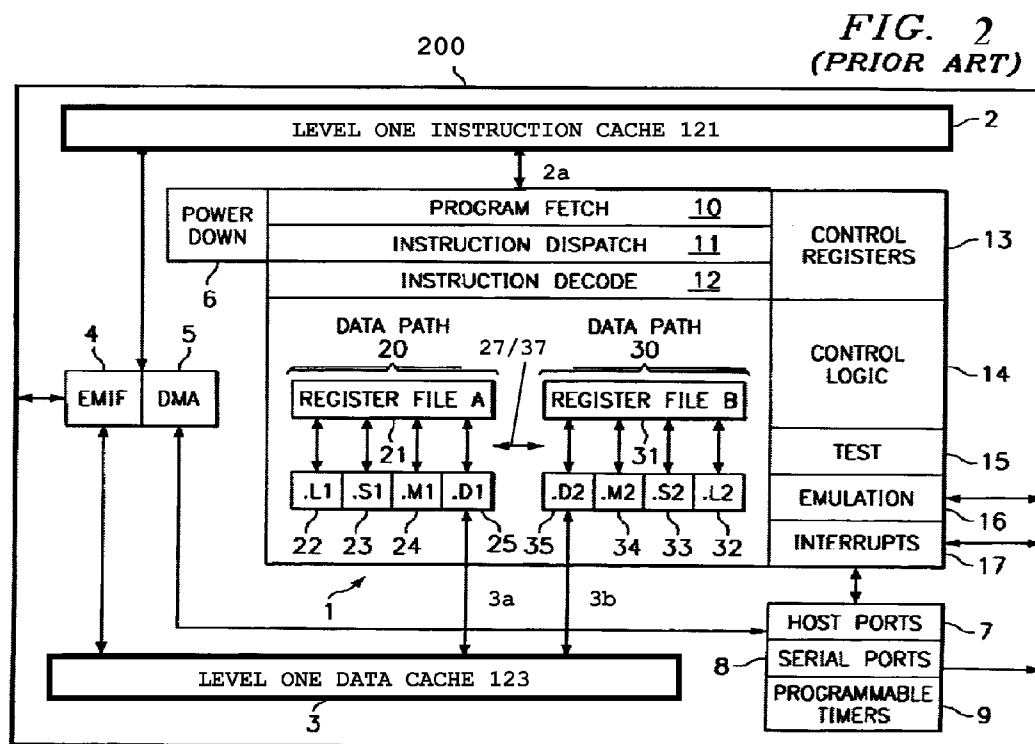 FIG. 2
(PRIOR ART)
200
LEVEL ONE INSTRUCTION CACHE 121
2
2a
POWER DOWN
6
PROGRAM FETCH 10
INSTRUCTION DISPATCH 11
INSTRUCTION DECODE 12
CONTROL REGISTERS
13
4
5
EMIF
DMA
DATA PATH
20
27/37
DATA PATH
30
REGISTER FILE A
REGISTER FILE B
21
31
.L1 .S1 .M1 .D1
.D2 .M2 .S2 .L2
22 23 24 25
35 34 33 32
CONTROL LOGIC
14
TEST
15
EMULATION
16
INTERRUPTS
17
1
3a
3b
HOST PORTS
7
8
SERIAL PORTS
PROGRAMMABLE TIMERS
9
LEVEL ONE DATA CACHE 123
3